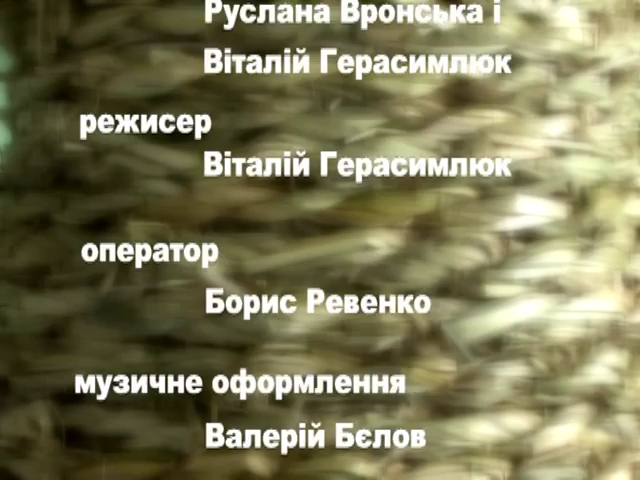 Руслана Вронська і
Віталій Герасимлюк
режисер
Віталій Герасимлюк
оператор
Борис Ревенко
музичне оформлення
Валерій Бєлов